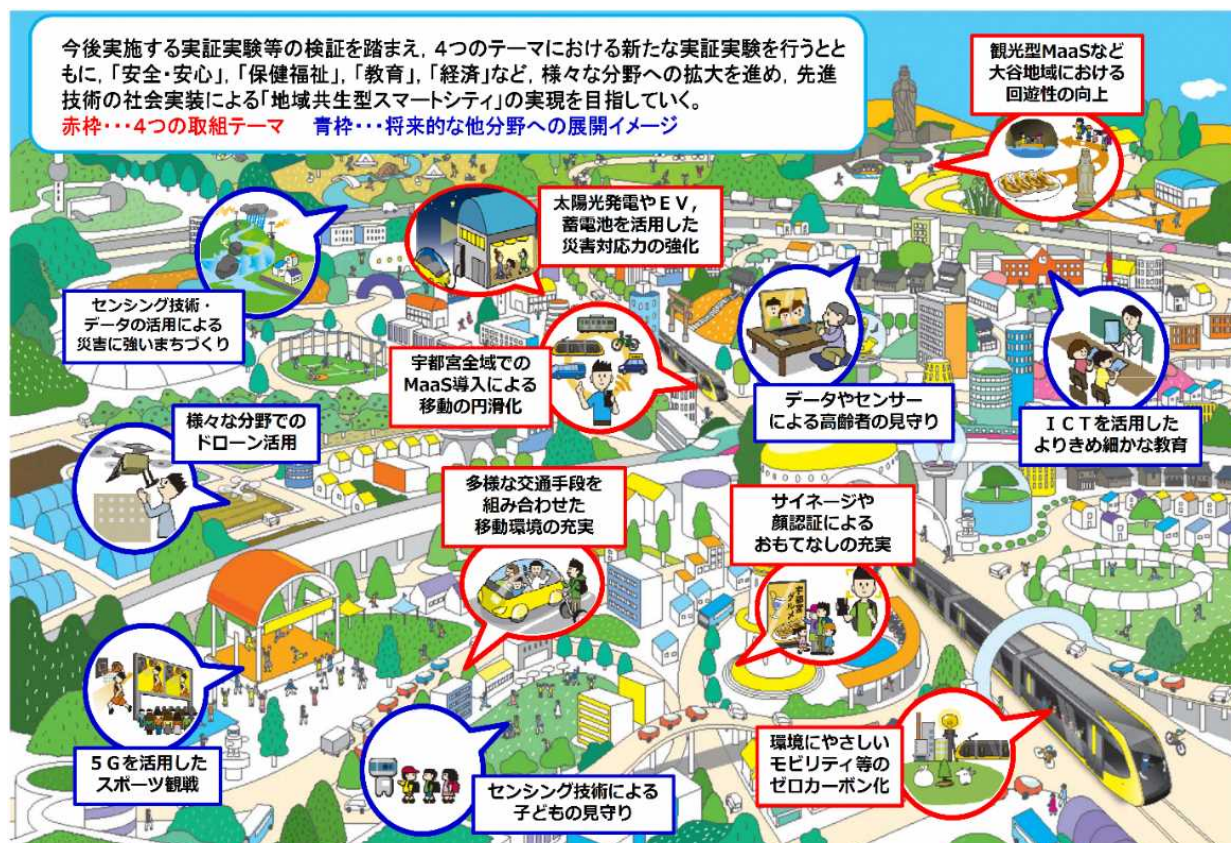 今後実施する実証実験等の検証を踏まえ，４つのテーマにおける新たな実証実験を行うとと
もに，「安全・安心」，「保健福祉」，「教育」，「経済」など，様々な分野への拡大を進め，先進
技術の社会実装による「地域共生型スマートシティ」の実現を目指していく。
赤枠・・・４つの取組テーマ　青枠・・・将来的な他分野への展開イメージ
観光型MaaSなど
大谷地域における
回遊性の向上
太陽光発電やＥＶ，
蓄電池を活用した
災害対応力の強化
センシング技術・
データの活用による
災害に強いまちづくり
宇都宮全域での
MaaS導入による
移動の円滑化
データやセンサー
による高齢者の見守り
ＩＣＴを活用した
よりきめ細かな教育
様々な分野での
ドローン活用
多様な交通手段を
組み合わせた
移動環境の充実
サイネージや
顔認証による
おもてなしの充実
宇都宮
グルメ
５Ｇを活用した
スポーツ観戦
センシング技術による
子どもの見守り
環境にやさしい
モビリティ等の
ゼロカーボン化